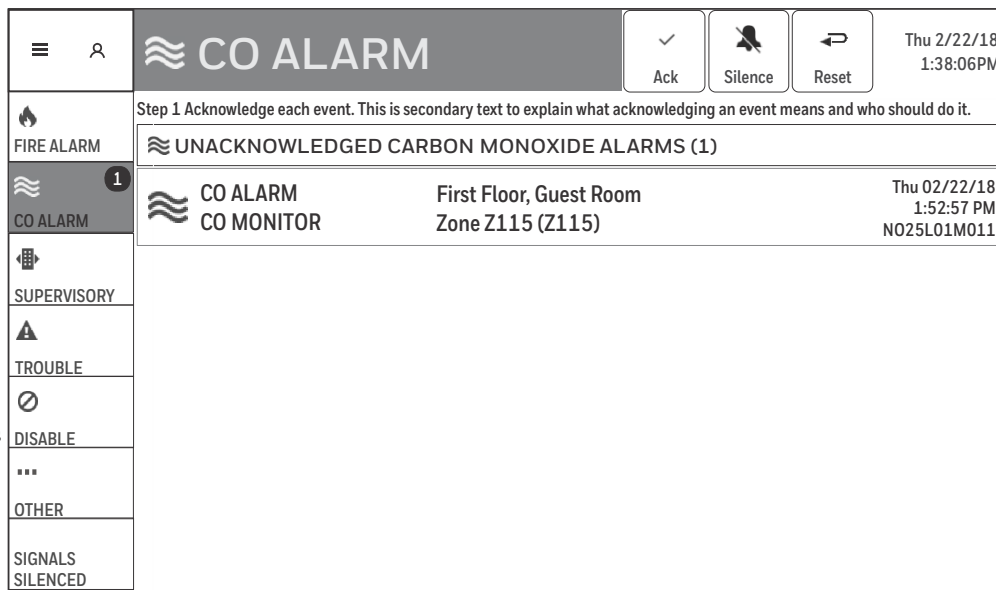 CO ALARM
Ack
Silence
Reset
Thu 2/22/18
1:38:06PM
Step 1 Acknowledge each event. This is secondary text to explain what acknowledging an event means and who should do it.
FIRE ALARM
UNACKNOWLEDGED CARBON MONOXIDE ALARMS (1)
1
CO ALARM
CO ALARM
CO MONITOR
First Floor, Guest Room
Zone Z115 (Z115)
Thu 02/22/18
1:52:57 PM
N025L01M011
SUPERVISORY
TROUBLE
DISABLE
OTHER
SIGNALS
SILENCED